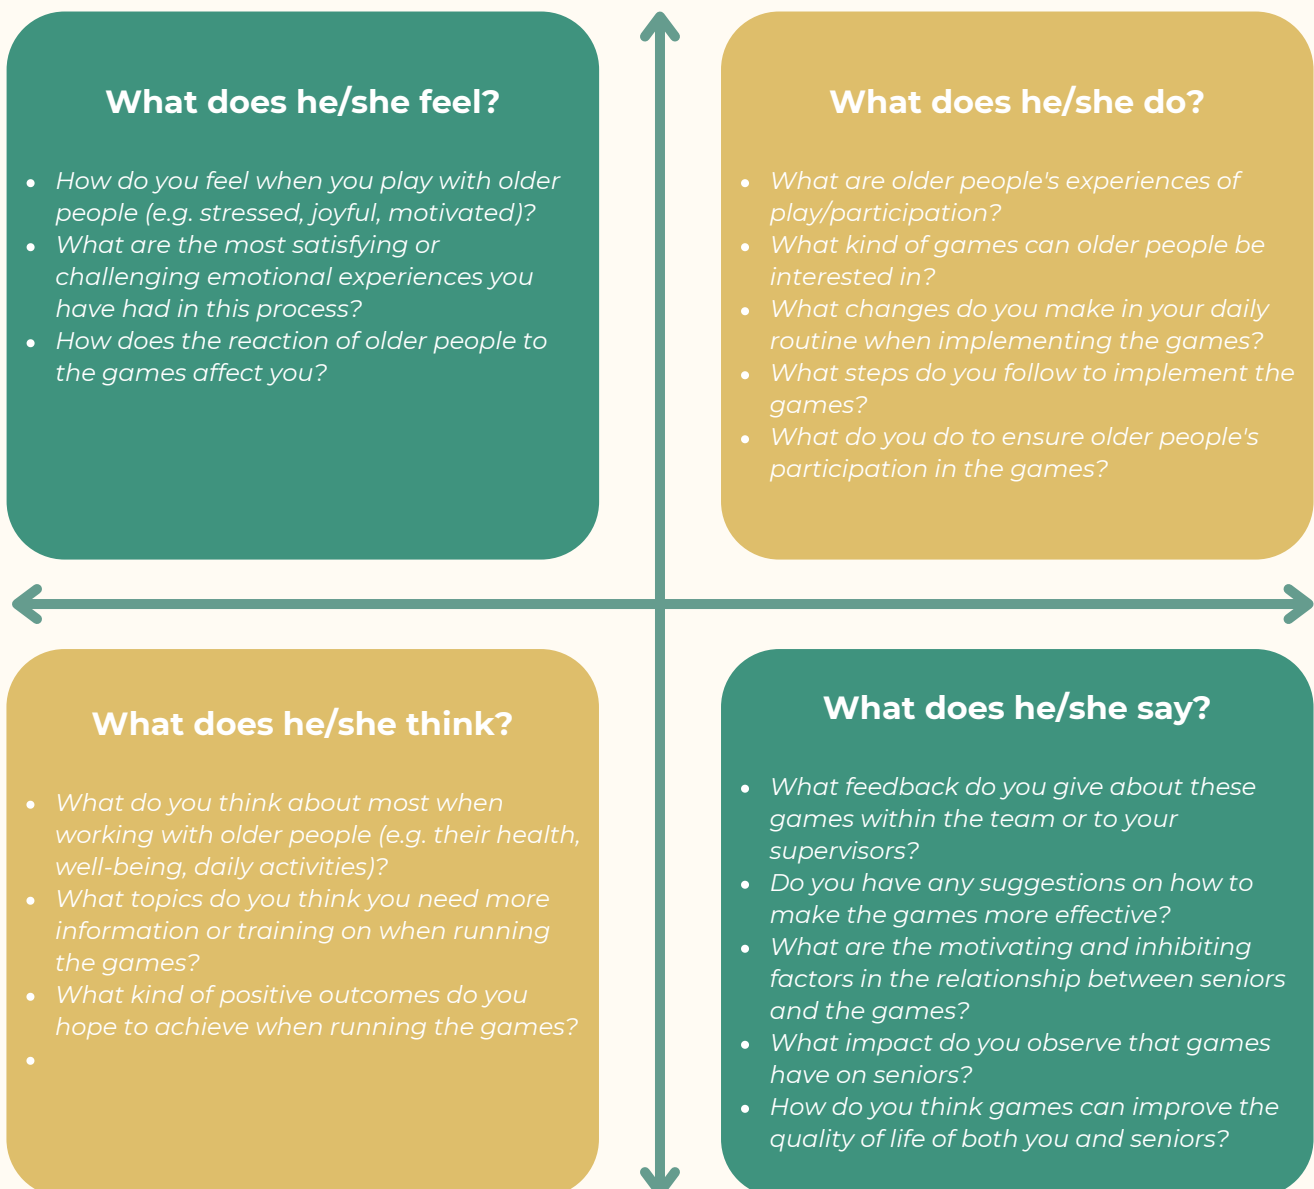 What does he/she feel?
• How do you feel when you play with older
people (e.g. stressed, joyful, motivated)?
• What are the most satisfying or
challenging emotional experiences you
have had in this process?
• How does the reaction of older people to
the games affect you?
What does he/she do?
• What are older people's experiences of
play/participation?
• What kind of games can older people be
interested in?
• What changes do you make in your daily
routine when implementing the games?
• What steps do you follow to implement the
games?
• What do you do to ensure older people's
participation in the games?
What does he/she think?
• What do you think about most when
working with older people (e.g. their health,
well-being, daily activities)?
• What topics do you think you need more
information or training on when running
the games?
• What kind of positive outcomes do you
hope to achieve when running the games?
•
What does he/she say?
• What feedback do you give about these
games within the team or to your
supervisors?
• Do you have any suggestions on how to
make the games more effective?
• What are the motivating and inhibiting
factors in the relationship between seniors
and the games?
• What impact do you observe that games
have on seniors?
• How do you think games can improve the
quality of life of both you and seniors?